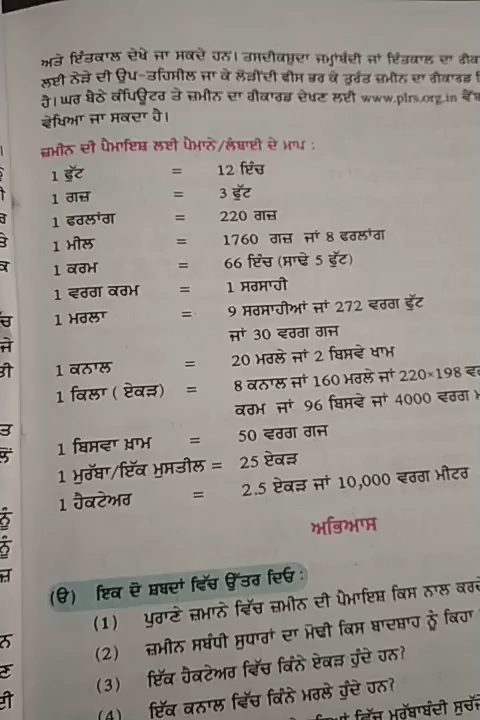 ਅਤੇ ਇੰਤਕਾਲ ਦੇਖੇ ਜਾ ਸਕਦੇ ਹਨ। ਤਸਦੀਕਸ਼ੁਦਾ ਜਮ੍ਹਾਂਬੰਦੀ ਜਾਂ ਇੰਤਕਾਲ ਦਾ
ਲਈ ਨੇੜੇ ਦੀ ਉਪ-ਤਹਿਸੀਲ ਜਾ ਕੇ ਲੋੜੀਂਦੀ ਫੀਸ ਭਰ ਕੇ ਤੁਰੰਤ ਜ਼ਮੀਨ ਦਾ ਰੀਕਾਰਡ
ਹੈ। ਘਰ ਬੈਠੇ ਕੰਪਿਊਟਰ ਤੇ ਜ਼ਮੀਨ ਦਾ ਰੀਕਾਰਡ ਦੇਖਣ ਲਈ www.plrs.org.in
ਵੇਖਿਆ ਜਾ ਸਕਦਾ ਹੈ।
ਜ਼ਮੀਨ ਦੀ ਪੈਮਾਇਸ਼ ਲਈ ਪੈਮਾਨੇ/ਲੰਬਾਈ ਦੇ ਮਾਪ :
1 ਫੁੱਟ = 12 ਇੰਚ
1 ਗਜ਼ = 3 ਫੁੱਟ
1 ਫਰਲਾਂਗ = 220 ਗਜ਼
1 ਮੀਲ = 1760 ਗਜ਼ ਜਾਂ 8 ਫਰਲਾਂਗ
1 ਕਰਮ = 66 ਇੰਚ (ਸਾਢੇ 5 ਫੁੱਟ)
1 ਵਰਗ ਕਰਮ = 1 ਸਰਸਾਹੀ
1 ਮਰਲਾ = 9 ਸਰਸਾਹੀਆਂ ਜਾਂ 272 ਵਰਗ ਫੁੱਟ
ਜਾਂ 30 ਵਰਗ ਗਜ
1 ਕਨਾਲ = 20 ਮਰਲੇ ਜਾਂ 2 ਬਿਸਵੇ ਖਾਮ
1 ਕਿਲਾ ( ਏਕੜ) = 8 ਕਨਾਲ ਜਾਂ 160 ਮਰਲੇ ਜਾਂ 220×198
ਕਰਮ ਜਾਂ 96 ਬਿਸਵੇ ਜਾਂ 4000 ਵਰਗ
1 ਬਿਸਵਾ ਖ਼ਾਮ = 50 ਵਰਗ ਗਜ
1 ਮੁਰੱਬਾ/ਇੱਕ ਮੁਸਤੀਲ = 25 ਏਕੜ
1 ਹੈਕਟੇਅਰ = 2.5 ਏਕੜ ਜਾਂ 10,000 ਵਰਗ ਮੀਟਰ
ਅਭਿਆਸ
(ੳ) ਇਕ ਦੋ ਸ਼ਬਦਾਂ ਵਿੱਚ ਉੱਤਰ ਦਿਓ :
(1) ਪੁਰਾਣੇ ਜ਼ਮਾਨੇ ਵਿੱਚ ਜ਼ਮੀਨ ਦੀ ਪੈਮਾਇਸ਼ ਕਿਸ ਨਾਲ
(2) ਜ਼ਮੀਨ ਸਬੰਧੀ ਸੁਧਾਰਾਂ ਦਾ ਮੋਢੀ ਕਿਸ ਬਾਦਸ਼ਾਹ ਨੂੰ ਕਿਹਾ
(3) ਇੱਕ ਹੈਕਟੇਅਰ ਵਿੱਚ ਕਿੰਨੇ ਏਕੜ ਹੁੰਦੇ ਹਨ?
(4) ਇੱਕ ਕਨਾਲ ਵਿੱਚ ਕਿੰਨੇ ਮਰਲੇ ਹੁੰਦੇ ਹਨ?
ਵਿੱਚ ਮੁਰੱਬਾਬੰਦੀ